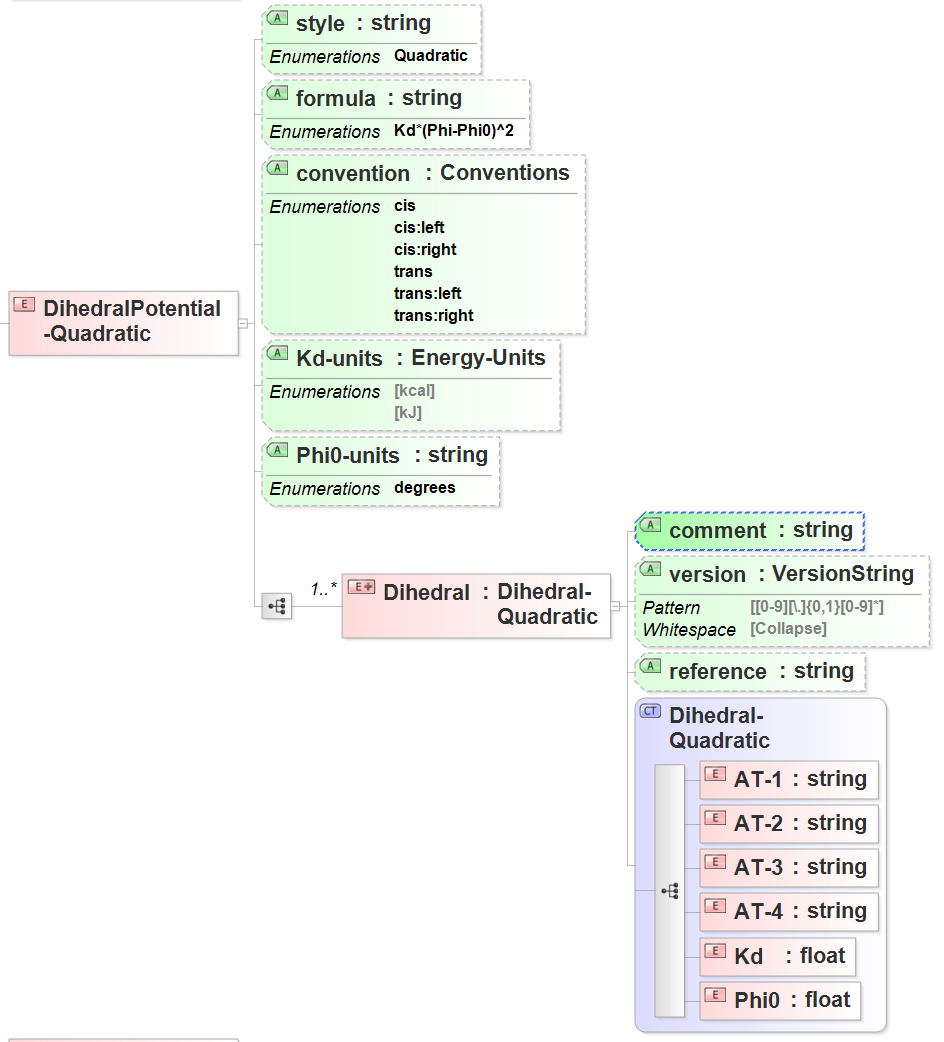 A style : string
Enumerations Quadratic
A formula : string
Enumerations Kd*(Phi-Phi0)^2
A convention : Conventions
Enumerations cis
cis:left
cis:right
trans
trans:left
trans:right
E DihedralPotential
-Quadratic
A Kd-units : Energy-Units
Enumerations [kcal]
[kJ]
A Phi0-units : string
Enumerations degrees
1..*
E+ Dihedral : Dihedral-
Quadratic
A comment : string
A version : VersionString
Pattern [[0-9][\.]{0,1}[0-9]*]
Whitespace [Collapse]
A reference : string
CT Dihedral-
Quadratic
E AT-1 : string
E AT-2 : string
E AT-3 : string
E AT-4 : string
E Kd : float
E Phi0 : float